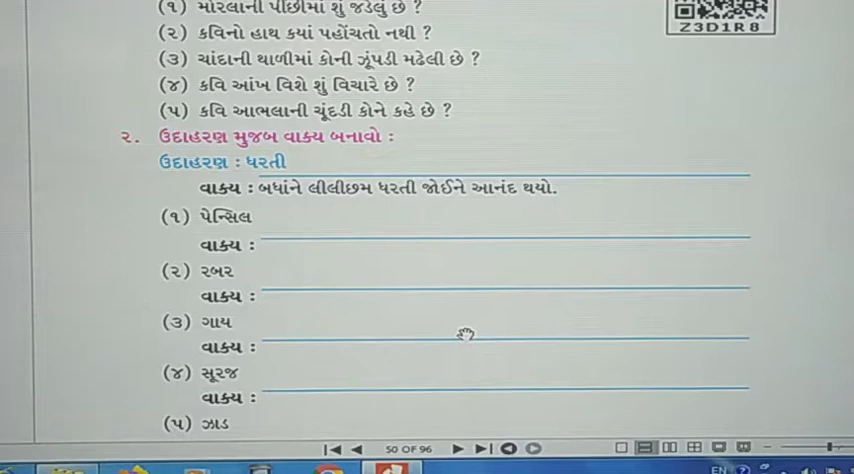 (૧) મોરલાની પીંછીમાં શું જડેલું છે ?
(૨) કવિનો હાથ કયાં પહોંચતો નથી ?
(૩) ચાંદાની થાળીમાં કોની ઝૂંપડી મઢેલી છે ?
(૪) કવિ આંખ વિશે શું વિચારે છે ?
(૫) કવિ આભલાની ચૂંદડી કોને કહે છે ?
Z3D1R8
૨. ઉદાહરણ મુજબ વાક્ય બનાવો :
ઉદાહરણ : ધરતી
વાક્ય : બધાંને લીલીછમ ધરતી જોઈને આનંદ થયો.
(૧) પેન્સિલ
વાક્ય :
(૨) રબર
વાક્ય :
(૩) ગાય
વાક્ય :
(૪) સૂરજ
વાક્ય :
(૫) ઝાડ
50 OF 96
EN